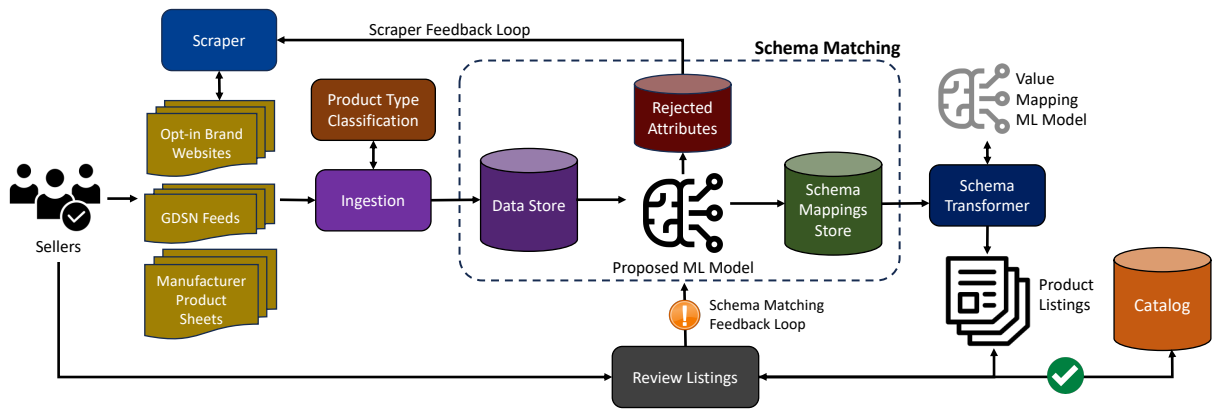 Scraper
Scraper Feedback Loop
Schema Matching
Product Type
Classification
Rejected
Attributes
Value
Mapping
ML Model
Opt-in Brand
Websites
Sellers
GDSN Feeds
Ingestion
Data Store
Proposed ML Model
Schema
Mappings
Store
Schema
Transformer
Manufacturer
Product
Sheets
Schema Matching
Feedback Loop
Product
Listings
Catalog
Review Listings